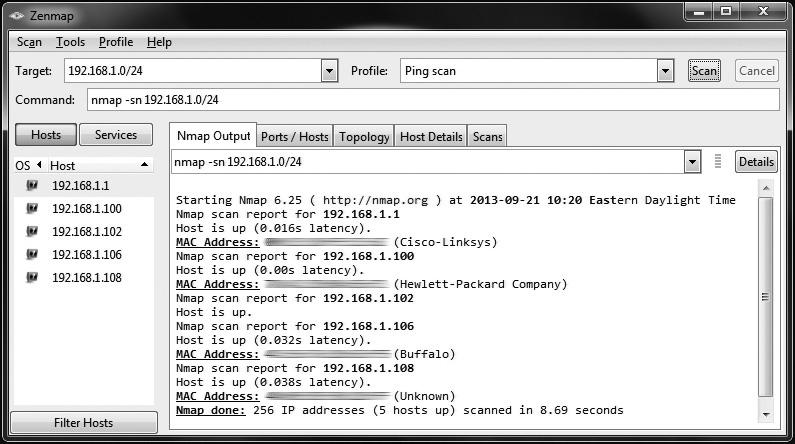 Zenmap
Scan Tools Profile Help
Target: 192.168.1.0/24 Profile: Ping scan Scan Cancel
Command: nmap -sn 192.168.1.0/24
Hosts Services
OS Host
192.168.1.1
192.168.1.100
192.168.1.102
192.168.1.106
192.168.1.108
Filter Hosts
Nmap Output Ports / Hosts Topology Host Details Scans
nmap -sn 192.168.1.0/24 Details
Starting Nmap 6.25 ( http://nmap.org ) at 2013-09-21 10:20 Eastern Daylight Time
Nmap scan report for 192.168.1.1
Host is up (0.016s latency).
MAC Address: (Cisco-Linksys)
Nmap scan report for 192.168.1.100
Host is up (0.00s latency).
MAC Address: (Hewlett-Packard Company)
Nmap scan report for 192.168.1.102
Host is up.
Nmap scan report for 192.168.1.106
Host is up (0.032s latency).
MAC Address: (Buffalo)
Nmap scan report for 192.168.1.108
Host is up (0.038s latency).
MAC Address: (Unknown)
Nmap done: 256 IP addresses (5 hosts up) scanned in 8.69 seconds